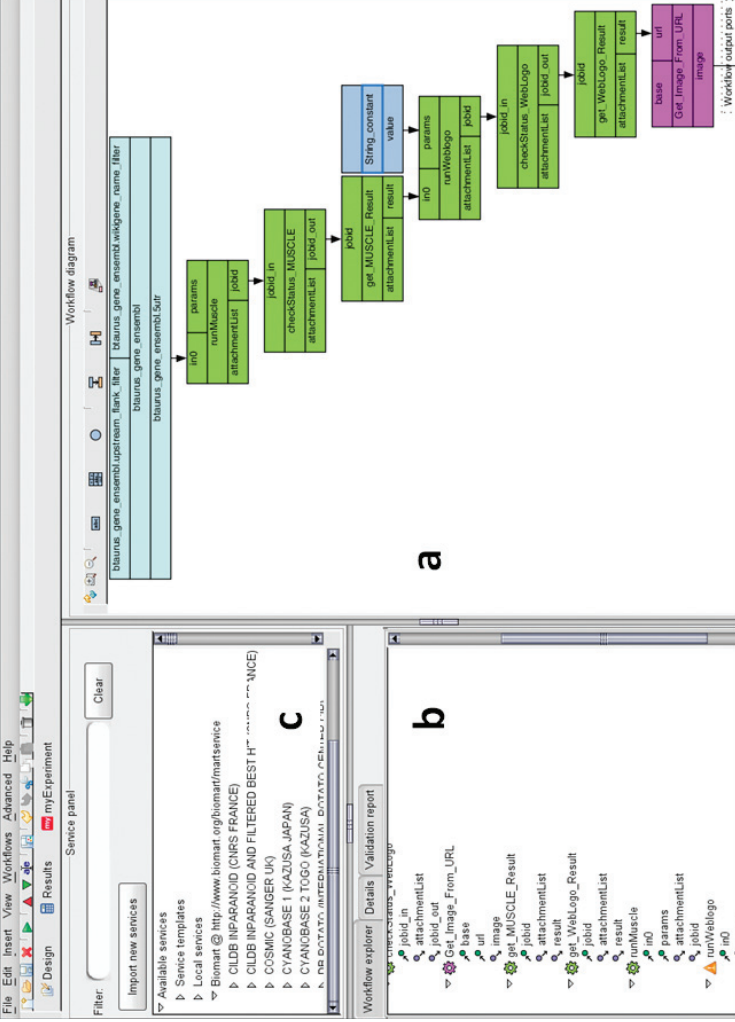 File Edit Insert View Workflows Advanced Help
Design Results my myExperiment
Service panel
Filter: Clear
Import new services
Available services
Service templates
Local services
Biomart @ http://www.biomart.org/biomart/martservice
CILDB INPARANOID (CNRS FRANCE)
CILDB INPARANOID AND FILTERED BEST HIT
COSMIC (SANGER UK)
CYANOBASE 1 (KAZUSA JAPAN)
CYANOBASE 2 TOGO (KAZUSA)
c
Workflow explorer Details Validation report
checkStatus_WebLogo
jobid_in
attachmentList
jobid_out
Get_Image_From_URL
base
url
image
get_MUSCLE_Result
jobid
attachmentList
result
get_WebLogo_Result
jobid
attachmentList
result
runMuscle
in0
params
attachmentList
jobid
runWeblogo
in0
b
Workflow diagram
btaurus_gene_ensembl.upstream_flank_filter btaurus_gene_ensembl.wikigene_name_filter
btaurus_gene_ensembl
btaurus_gene_ensembl.5utr
in0 params
runMuscle
attachmentList jobid
jobid_in
checkStatus_MUSCLE
attachmentList jobid_out
jobid
get_MUSCLE_Result
attachmentList result
String_constant
value
in0 params
runWeblogo
attachmentList jobid
jobid_in
checkStatus_WebLogo
attachmentList jobid_out
jobid
get_WebLogo_Result
attachmentList result
base url
Get_Image_From_URL
image
Workflow output ports
a